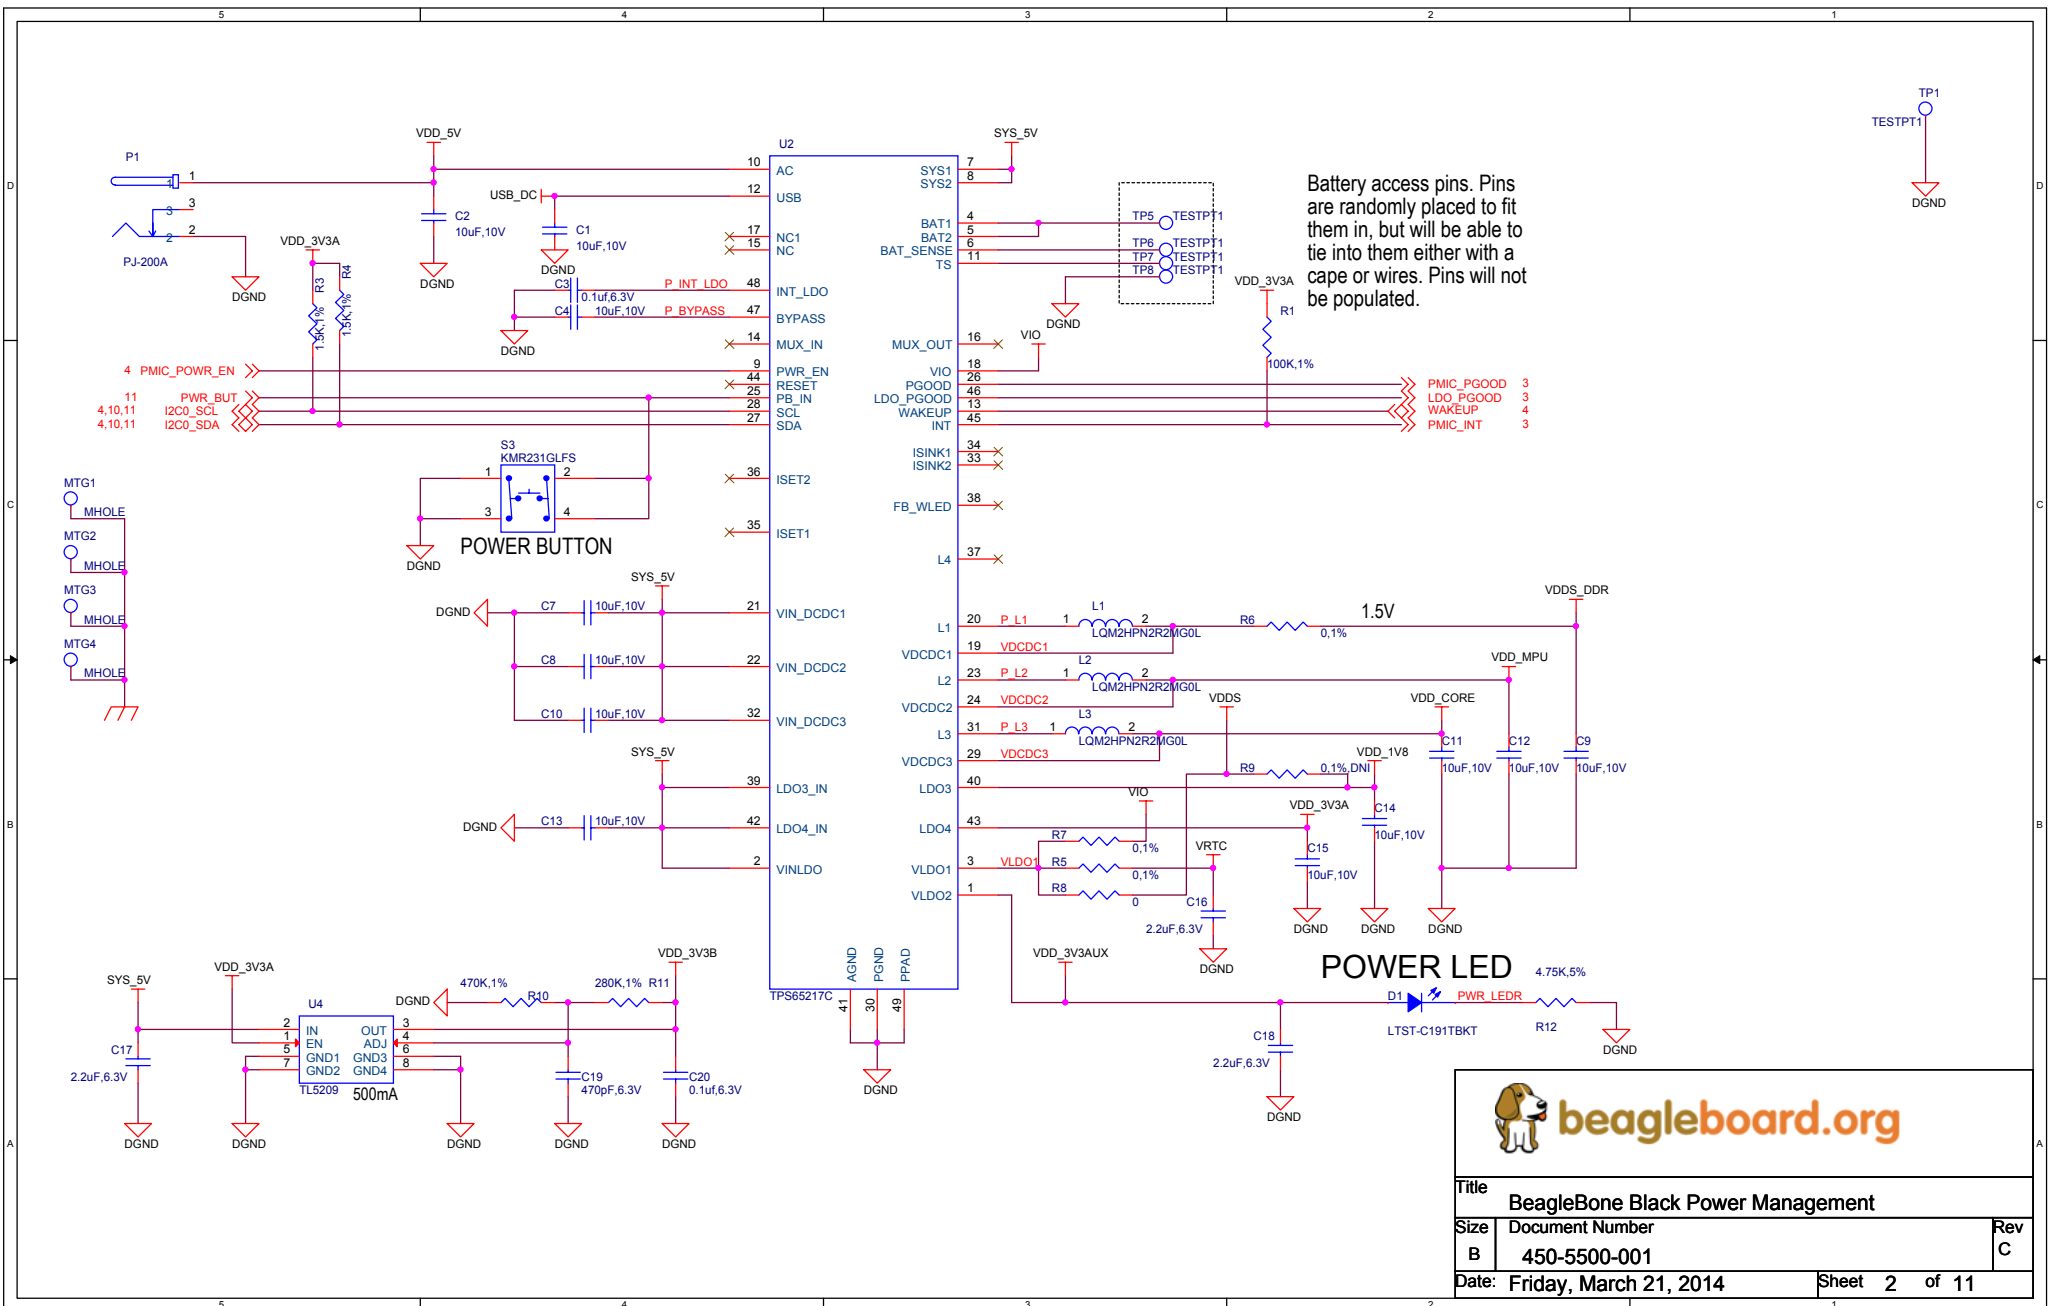 5
4
3
2
1
D
C
B
A
D
C
B
A
TP1
TESTPT1
DGND
P1
1
1
3
3
2
2
PJ-200A
DGND
VDD_5V
C2
10uF,10V
DGND
USB_DC
C1
10uF,10V
DGND
VDD_3V3A
R3
1.5K,1%
R4
1.5K,1%
C3
0.1uf,6.3V
P_INT_LDO
C4
10uF,10V
P_BYPASS
DGND
4 PMIC_POWR_EN
11 PWR_BUT
4,10,11 I2C0_SCL
4,10,11 I2C0_SDA
S3
KMR231GLFS
1
2
3
4
POWER BUTTON
DGND
MTG1
MHOLE
MTG2
MHOLE
MTG3
MHOLE
MTG4
MHOLE
SYS_5V
DGND
C7
10uF,10V
C8
10uF,10V
C10
10uF,10V
SYS_5V
DGND
C13
10uF,10V
U2
10 AC
12 USB
17 NC1
15 NC
48 INT_LDO
47 BYPASS
14 MUX_IN
9 PWR_EN
44 RESET
25 PB_IN
28 SCL
27 SDA
36 ISET2
35 ISET1
21 VIN_DCDC1
22 VIN_DCDC2
32 VIN_DCDC3
39 LDO3_IN
42 LDO4_IN
2 VINLDO
SYS1 7
SYS2 8
BAT1 4
BAT2 5
BAT_SENSE 6
TS 11
MUX_OUT 16
VIO 18
PGOOD 26
LDO_PGOOD 46
WAKEUP 13
INT 45
ISINK1 34
ISINK2 33
FB_WLED 38
L4 37
L1 20
VDCDC1 19
L2 23
VDCDC2 24
L3 31
VDCDC3 29
LDO3 40
LDO4 43
VLDO1 3
VLDO2 1
AGND 41
PGND 30
PPAD 49
TPS65217C
DGND
SYS_5V
TP5 TESTPT1
TP6 TESTPT1
TP7 TESTPT1
TP8 TESTPT1
DGND
Battery access pins. Pins
are randomly placed to fit
them in, but will be able to
tie into them either with a
cape or wires. Pins will not
be populated.
VIO
VDD_3V3A
R1
100K,1%
PMIC_PGOOD 3
LDO_PGOOD 3
WAKEUP 4
PMIC_INT 3
P_L1
1
L1
2
LQM2HPN2R2MG0L
VDCDC1
R6
0,1%
1.5V
VDDS_DDR
P_L2
1
L2
2
LQM2HPN2R2MG0L
VDCDC2
VDD_MPU
P_L3
1
L3
2
LQM2HPN2R2MG0L
VDCDC3
VDDS
VDD_CORE
C11
10uF,10V
C12
10uF,10V
C9
10uF,10V
R9
0,1%,DNI
VDD_1V8
C14
10uF,10V
VDD_3V3A
C15
10uF,10V
VIO
R7
0,1%
VLDO1
R5
0,1%
R8
0
VRTC
C16
2.2uF,6.3V
DGND
DGND
DGND
DGND
VDD_3V3AUX
POWER LED
D1
LTST-C191TBKT
PWR_LEDR
4.75K,5%
R12
DGND
C18
2.2uF,6.3V
DGND
SYS_5V
C17
2.2uF,6.3V
DGND
VDD_3V3A
U4
2 IN
1 EN
5 GND1
7 GND2
OUT 3
ADJ 4
GND3 6
GND4 8
TL5209
500mA
DGND
DGND
DGND
470K,1%
R10
280K,1%
R11
VDD_3V3B
C19
470pF,6.3V
DGND
C20
0.1uf,6.3V
DGND
beagleboard.org
Title
BeagleBone Black Power Management
Size
B
Document Number
450-5500-001
Rev
C
Date: Friday, March 21, 2014
Sheet 2 of 11
5
4
3
2
1